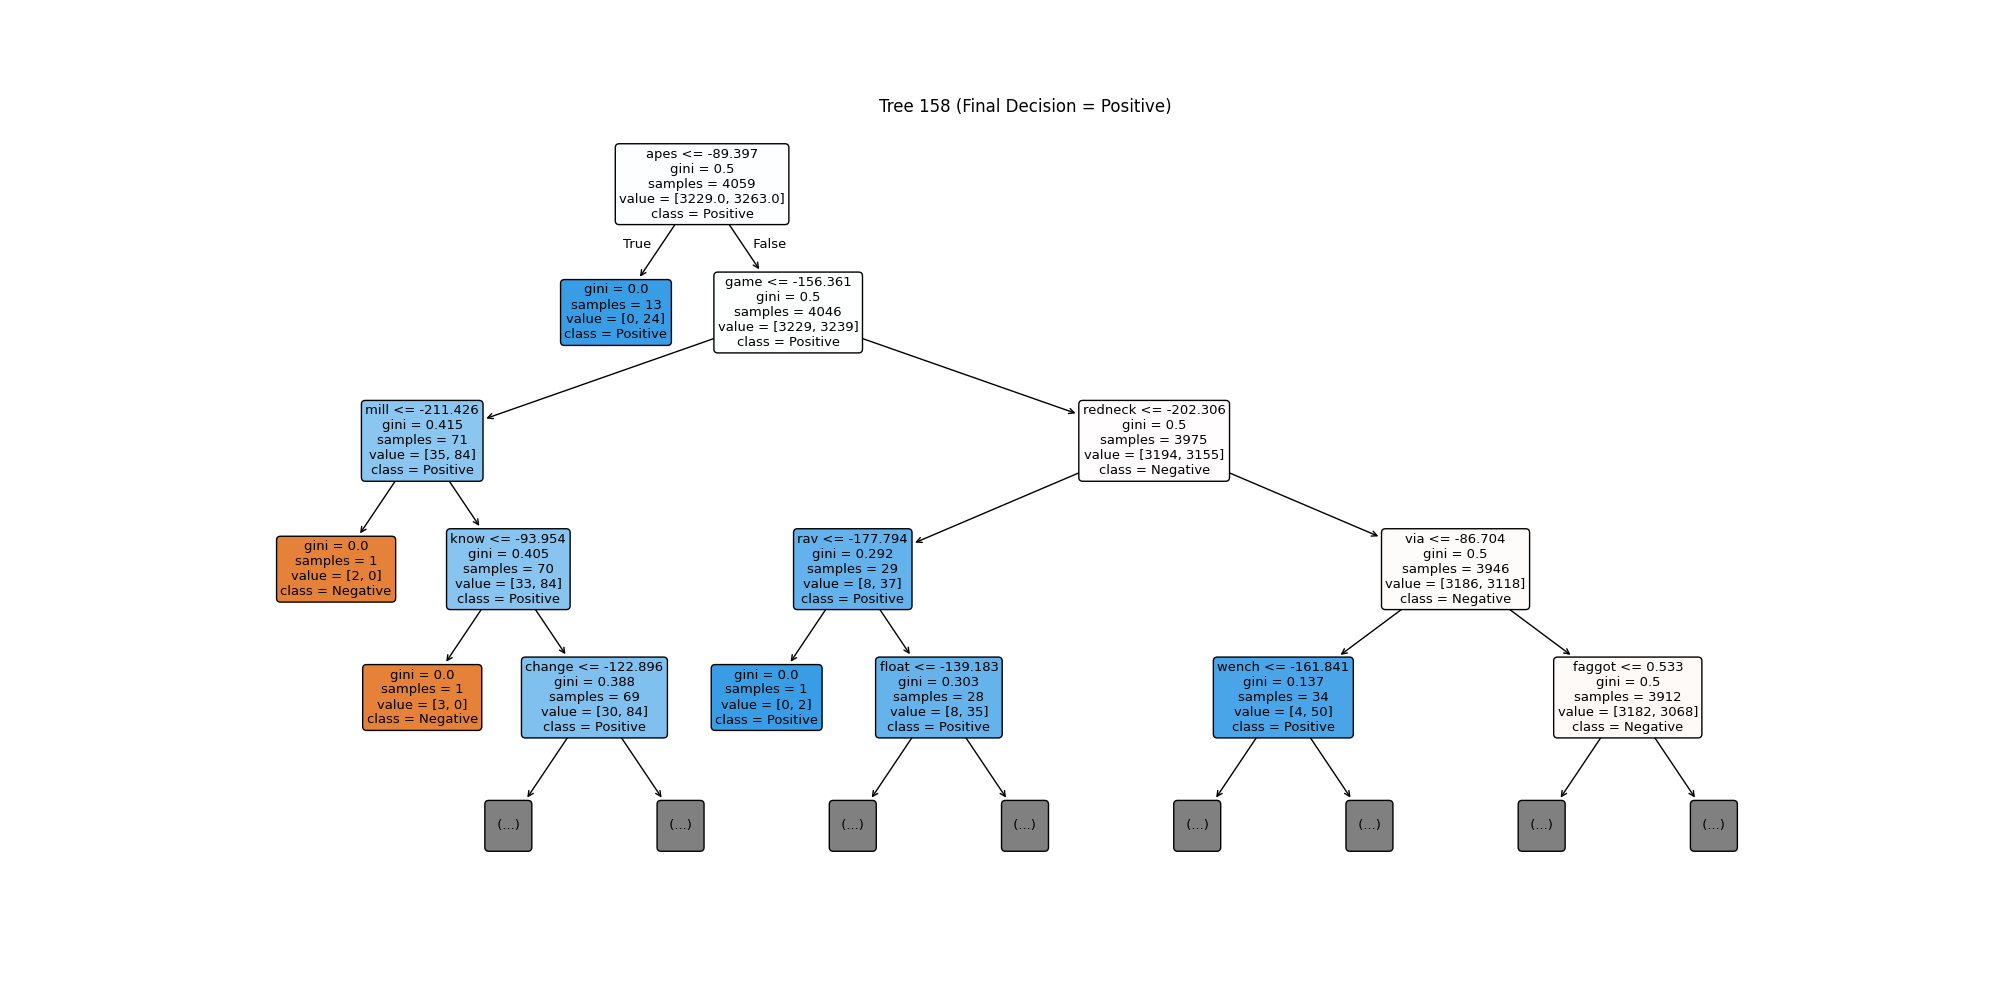 Tree 158 (Final Decision = Positive)
apes <= -89.397
gini = 0.5
samples = 4059
value = [3229.0, 3263.0]
class = Positive
True
False
gini = 0.0
samples = 13
value = [0, 24]
class = Positive
game <= -156.361
gini = 0.5
samples = 4046
value = [3229, 3239]
class = Positive
mill <= -211.426
gini = 0.415
samples = 71
value = [35, 84]
class = Positive
redneck <= -202.306
gini = 0.5
samples = 3975
value = [3194, 3155]
class = Negative
gini = 0.0
samples = 1
value = [2, 0]
class = Negative
know <= -93.954
gini = 0.405
samples = 70
value = [33, 84]
class = Positive
rav <= -177.794
gini = 0.292
samples = 29
value = [8, 37]
class = Positive
via <= -86.704
gini = 0.5
samples = 3946
value = [3186, 3118]
class = Negative
gini = 0.0
samples = 1
value = [3, 0]
class = Negative
change <= -122.896
gini = 0.388
samples = 69
value = [30, 84]
class = Positive
gini = 0.0
samples = 1
value = [0, 2]
class = Positive
float <= -139.183
gini = 0.303
samples = 28
value = [8, 35]
class = Positive
wench <= -161.841
gini = 0.137
samples = 34
value = [4, 50]
class = Positive
faggot <= 0.533
gini = 0.5
samples = 3912
value = [3182, 3068]
class = Negative
(...)
(...)
(...)
(...)
(...)
(...)
(...)
(...)